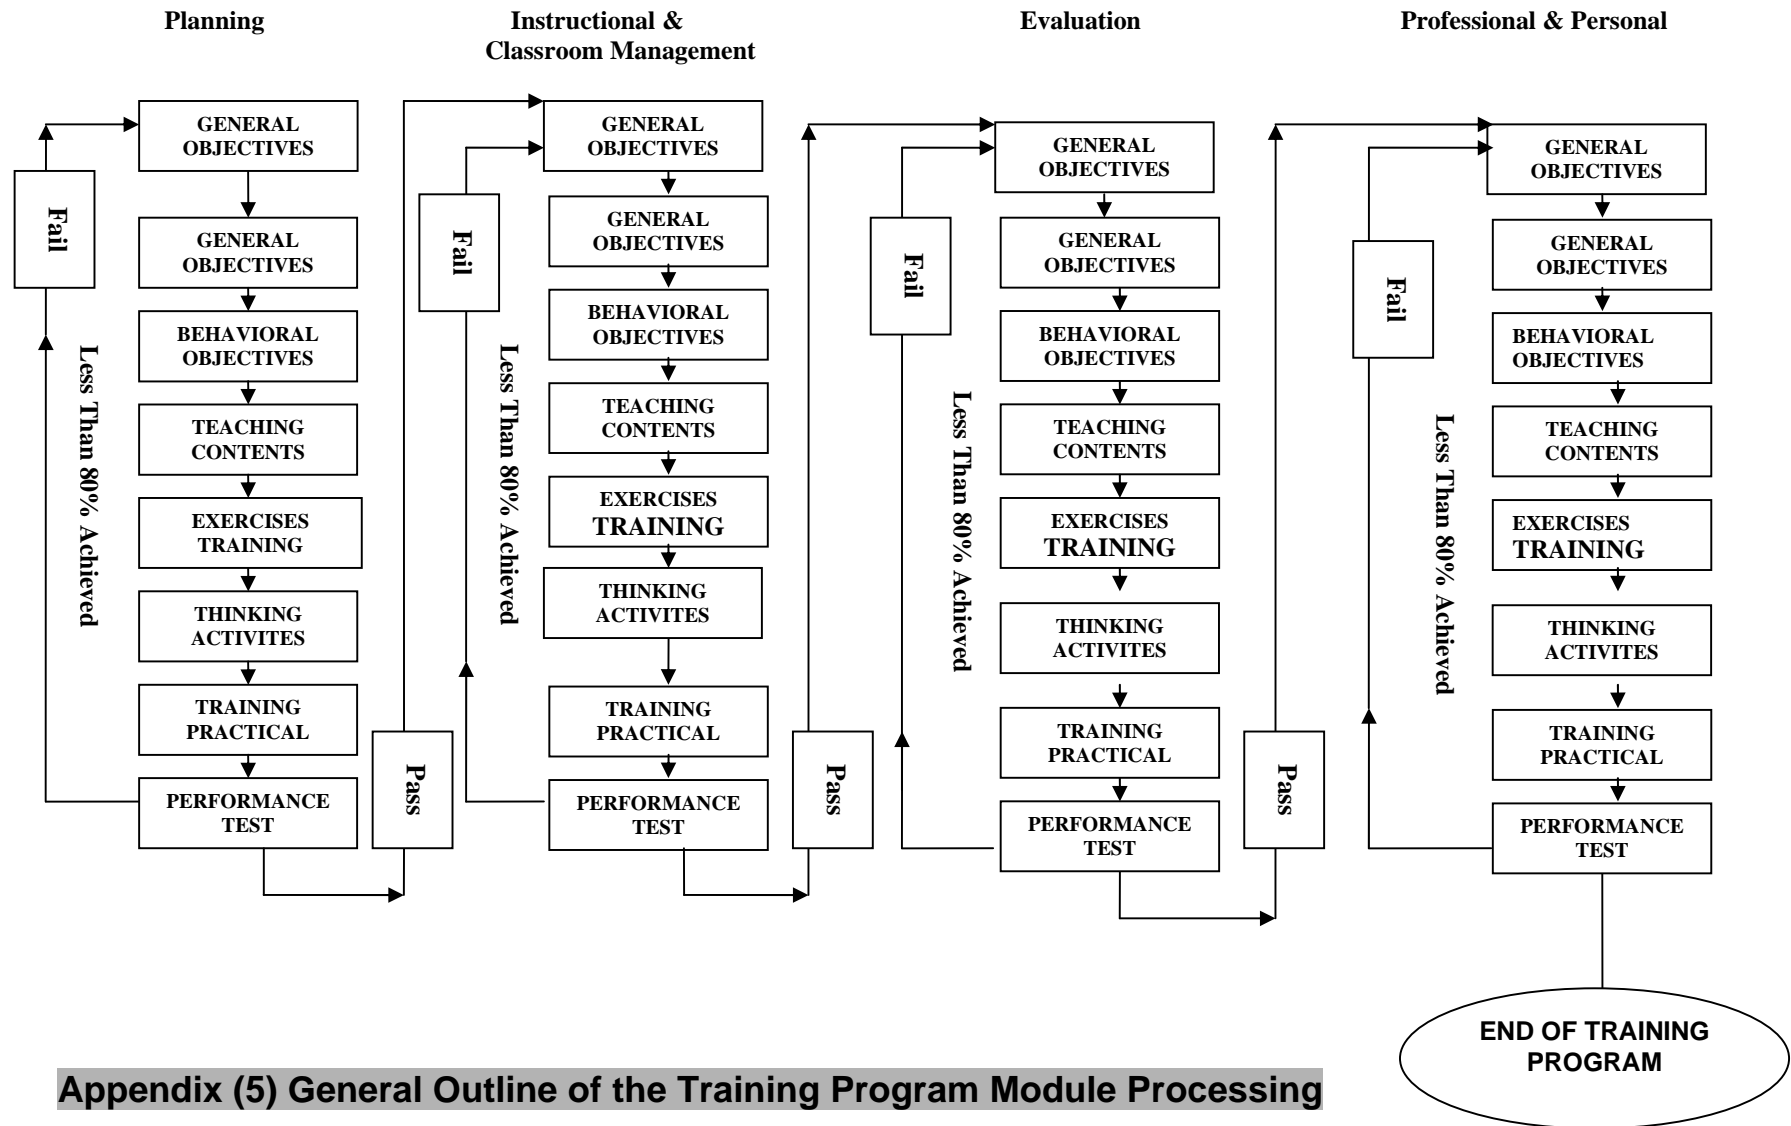 Planning
Instructional &
Classroom Management
Evaluation
Professional & Personal
GENERAL
OBJECTIVES
GENERAL
OBJECTIVES
BEHAVIORAL
OBJECTIVES
TEACHING
CONTENTS
EXERCISES
TRAINING
THINKING
ACTIVITES
TRAINING
PRACTICAL
PERFORMANCE
TEST
Fail
Less Than 80% Achieved
Pass
GENERAL
OBJECTIVES
GENERAL
OBJECTIVES
BEHAVIORAL
OBJECTIVES
TEACHING
CONTENTS
EXERCISES
TRAINING
THINKING
ACTIVITES
TRAINING
PRACTICAL
PERFORMANCE
TEST
Fail
Less Than 80% Achieved
Pass
GENERAL
OBJECTIVES
GENERAL
OBJECTIVES
BEHAVIORAL
OBJECTIVES
TEACHING
CONTENTS
EXERCISES
TRAINING
THINKING
ACTIVITES
TRAINING
PRACTICAL
PERFORMANCE
TEST
Fail
Less Than 80% Achieved
Pass
GENERAL
OBJECTIVES
GENERAL
OBJECTIVES
BEHAVIORAL
OBJECTIVES
TEACHING
CONTENTS
EXERCISES
TRAINING
THINKING
ACTIVITES
TRAINING
PRACTICAL
PERFORMANCE
TEST
Fail
Less Than 80% Achieved
END OF TRAINING
PROGRAM
Appendix (5) General Outline of the Training Program Module Processing